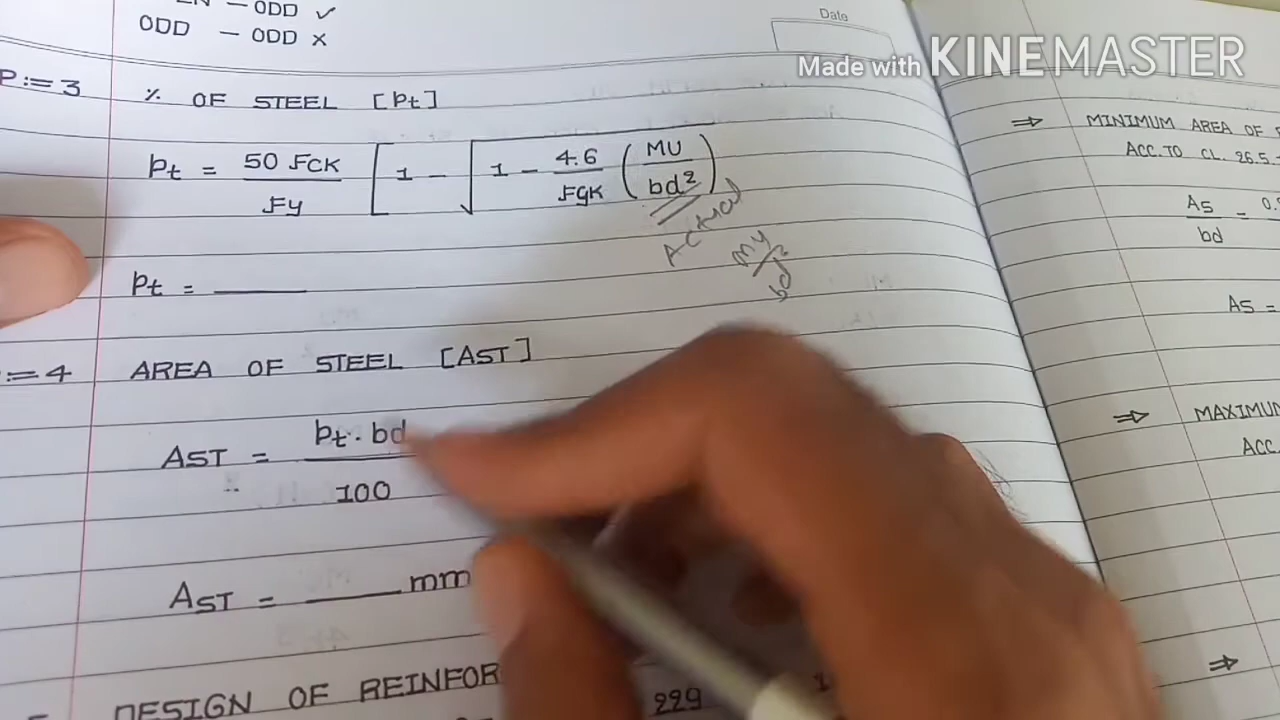 — ODD ✓
ODD — ODD ✗
Date
Made with KINEMASTER
P:=3 % OF STEEL [Pt]
Pt = 50 FCK / Fy [1 - √1 - 4.6 / FCK (MU / bd²)
Actual
Mu / bd²
Pt = ____
:=4 AREA OF STEEL [AST]
AST = Pt. bd / 100
AST = ____ mm
DESIGN OF REINFOR
229
⇒ MINIMUM AREA OF
ACC. TO CL. 26.5.
AS / bd = 0.
AS =
⇒ MAXIMUM
ACC.
⇒